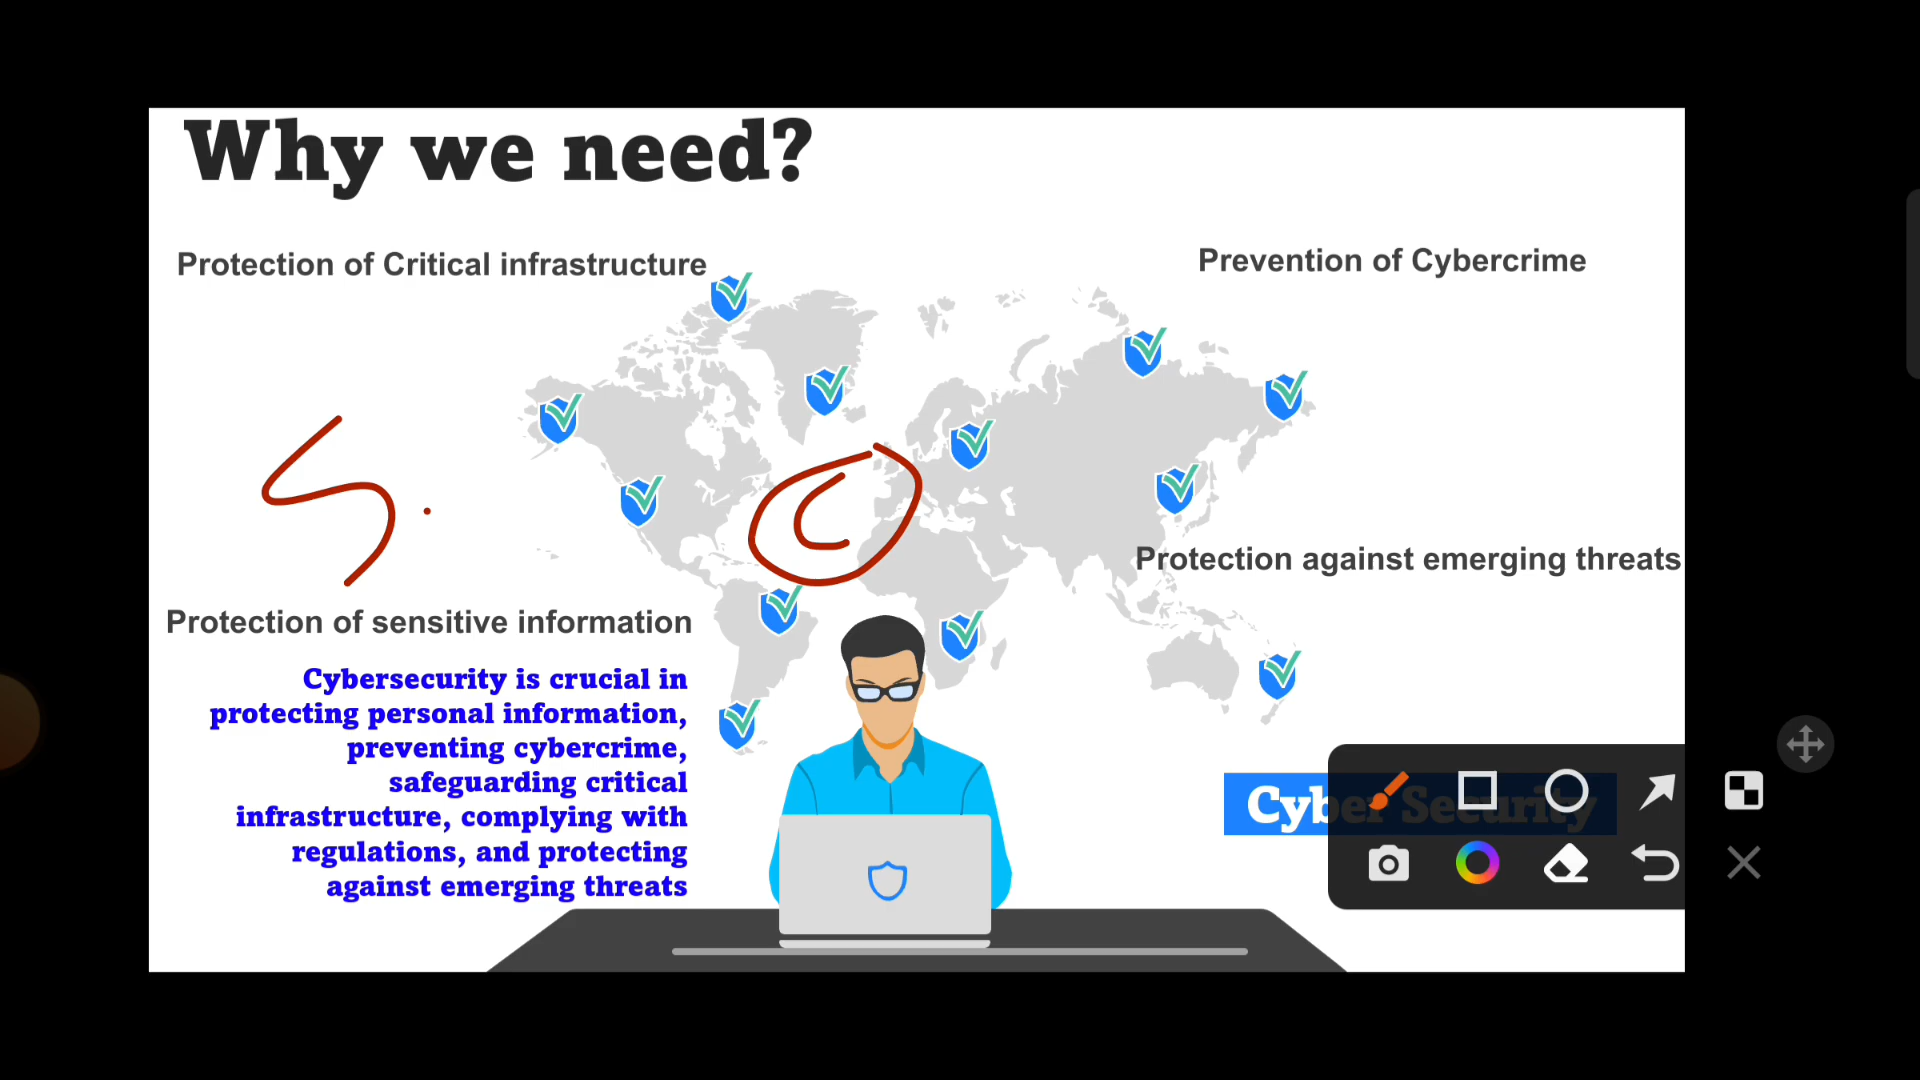 Why we need?
Protection of Critical infrastructure
Prevention of Cybercrime
S.
C
Protection against emerging threats
Protection of sensitive information
Cybersecurity is crucial in
protecting personal information,
preventing cybercrime,
safeguarding critical
infrastructure, complying with
regulations, and protecting
against emerging threats
Cyber Security